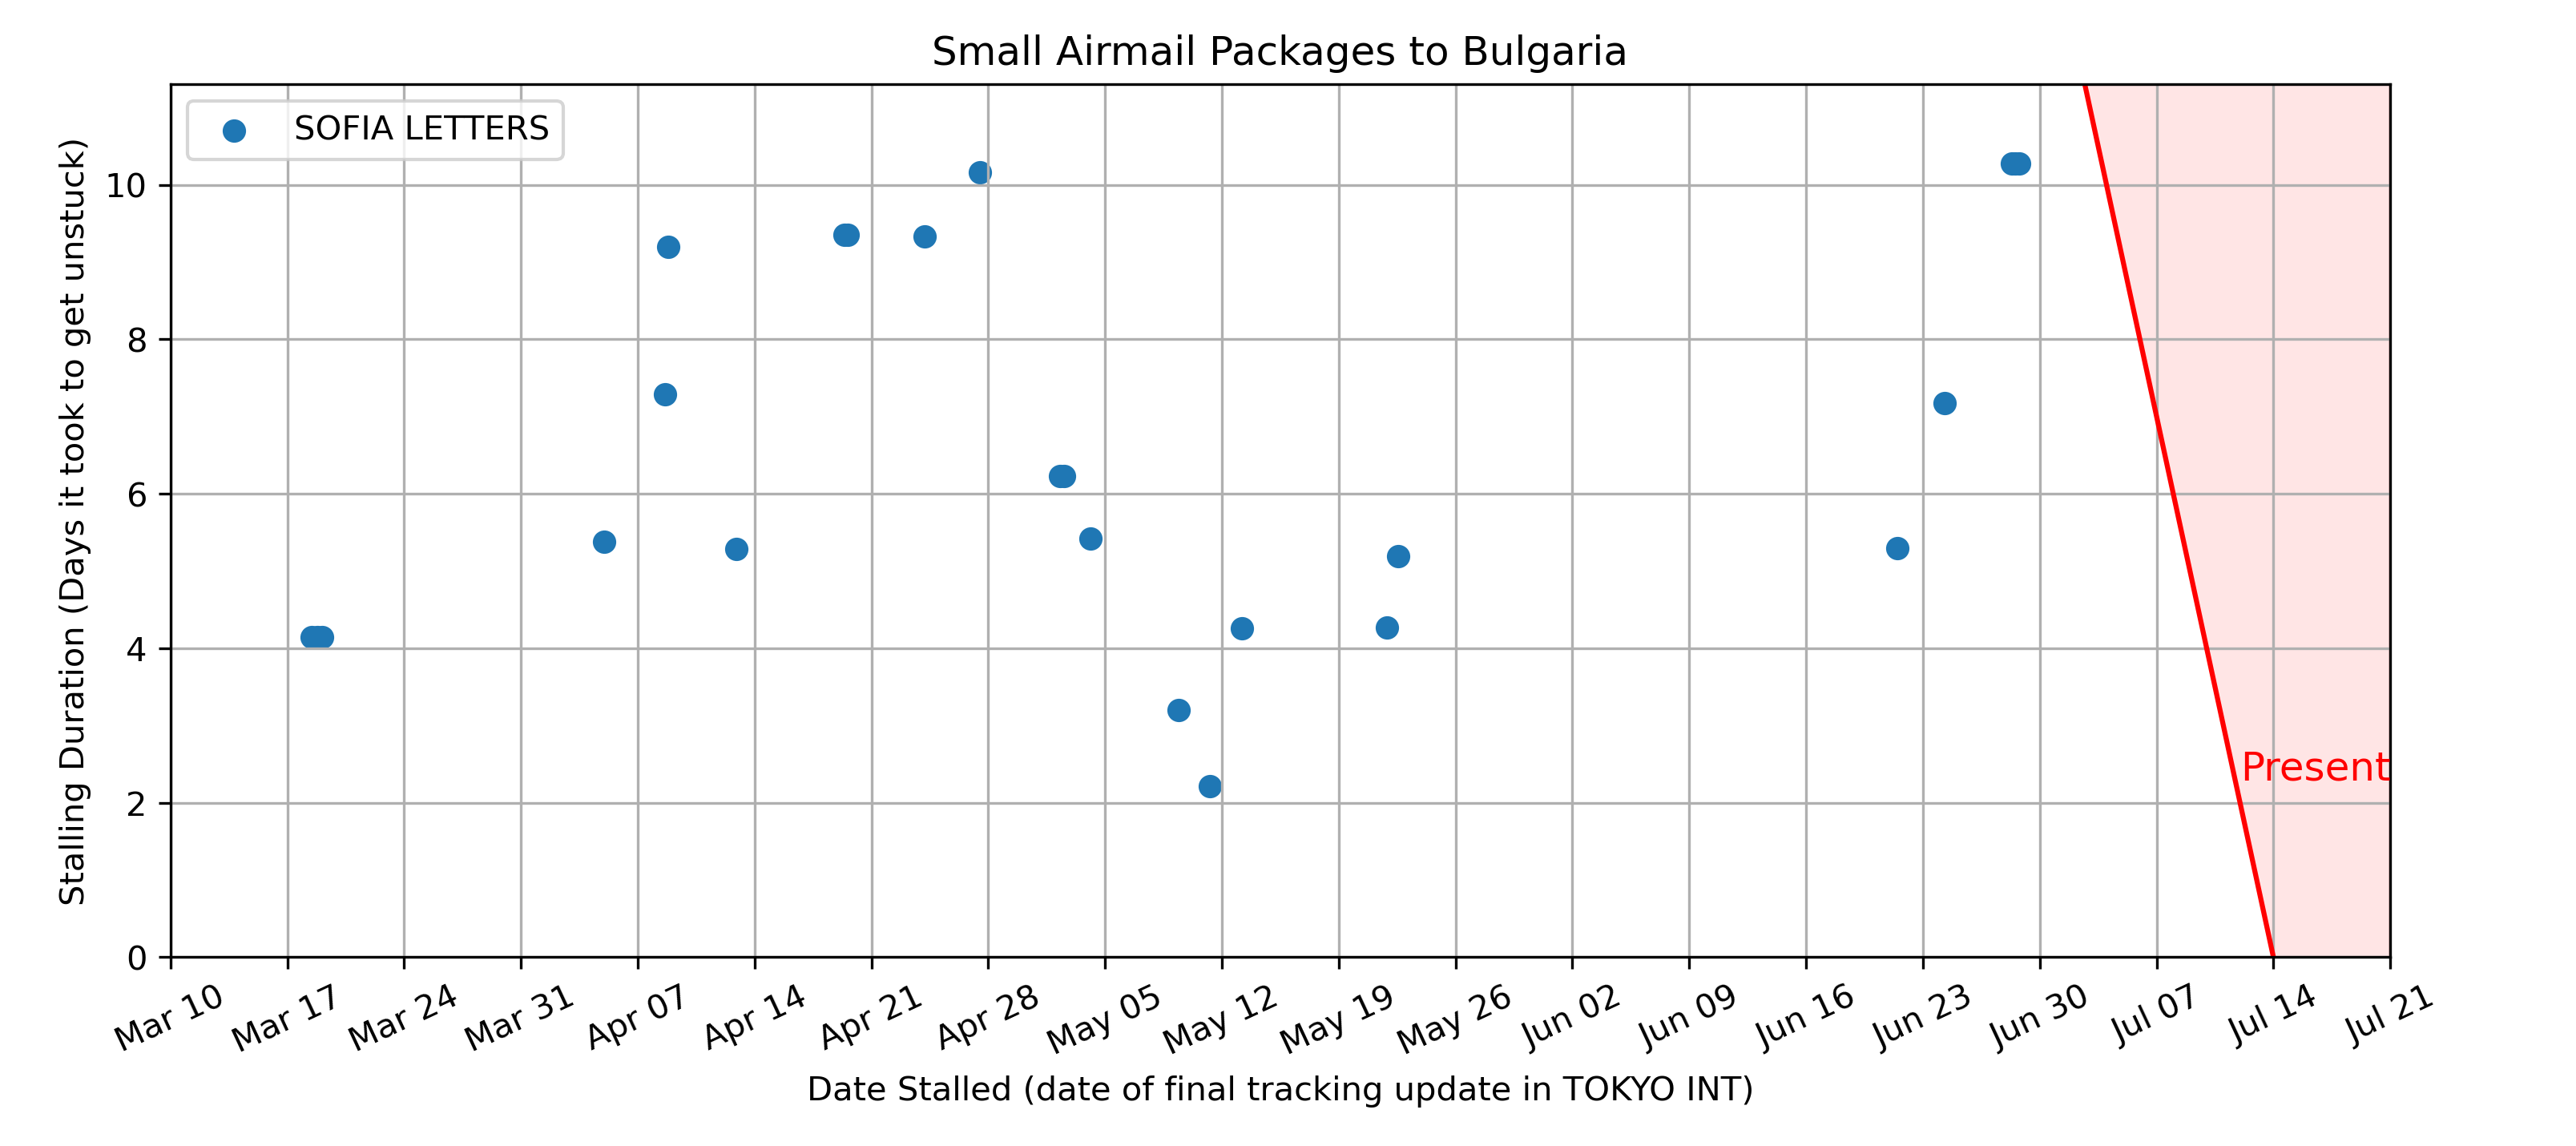 Small Airmail Packages to Bulgaria
SOFIA LETTERS
Stalling Duration (Days it took to get unstuck)
10
8
6
4
2
0
Present
Mar 10
Mar 17
Mar 24
Mar 31
Apr 07
Apr 14
Apr 21
Apr 28
May 05
May 12
May 19
May 26
Jun 02
Jun 09
Jun 16
Jun 23
Jun 30
Jul 07
Jul 14
Jul 21
Date Stalled (date of final tracking update in TOKYO INT)